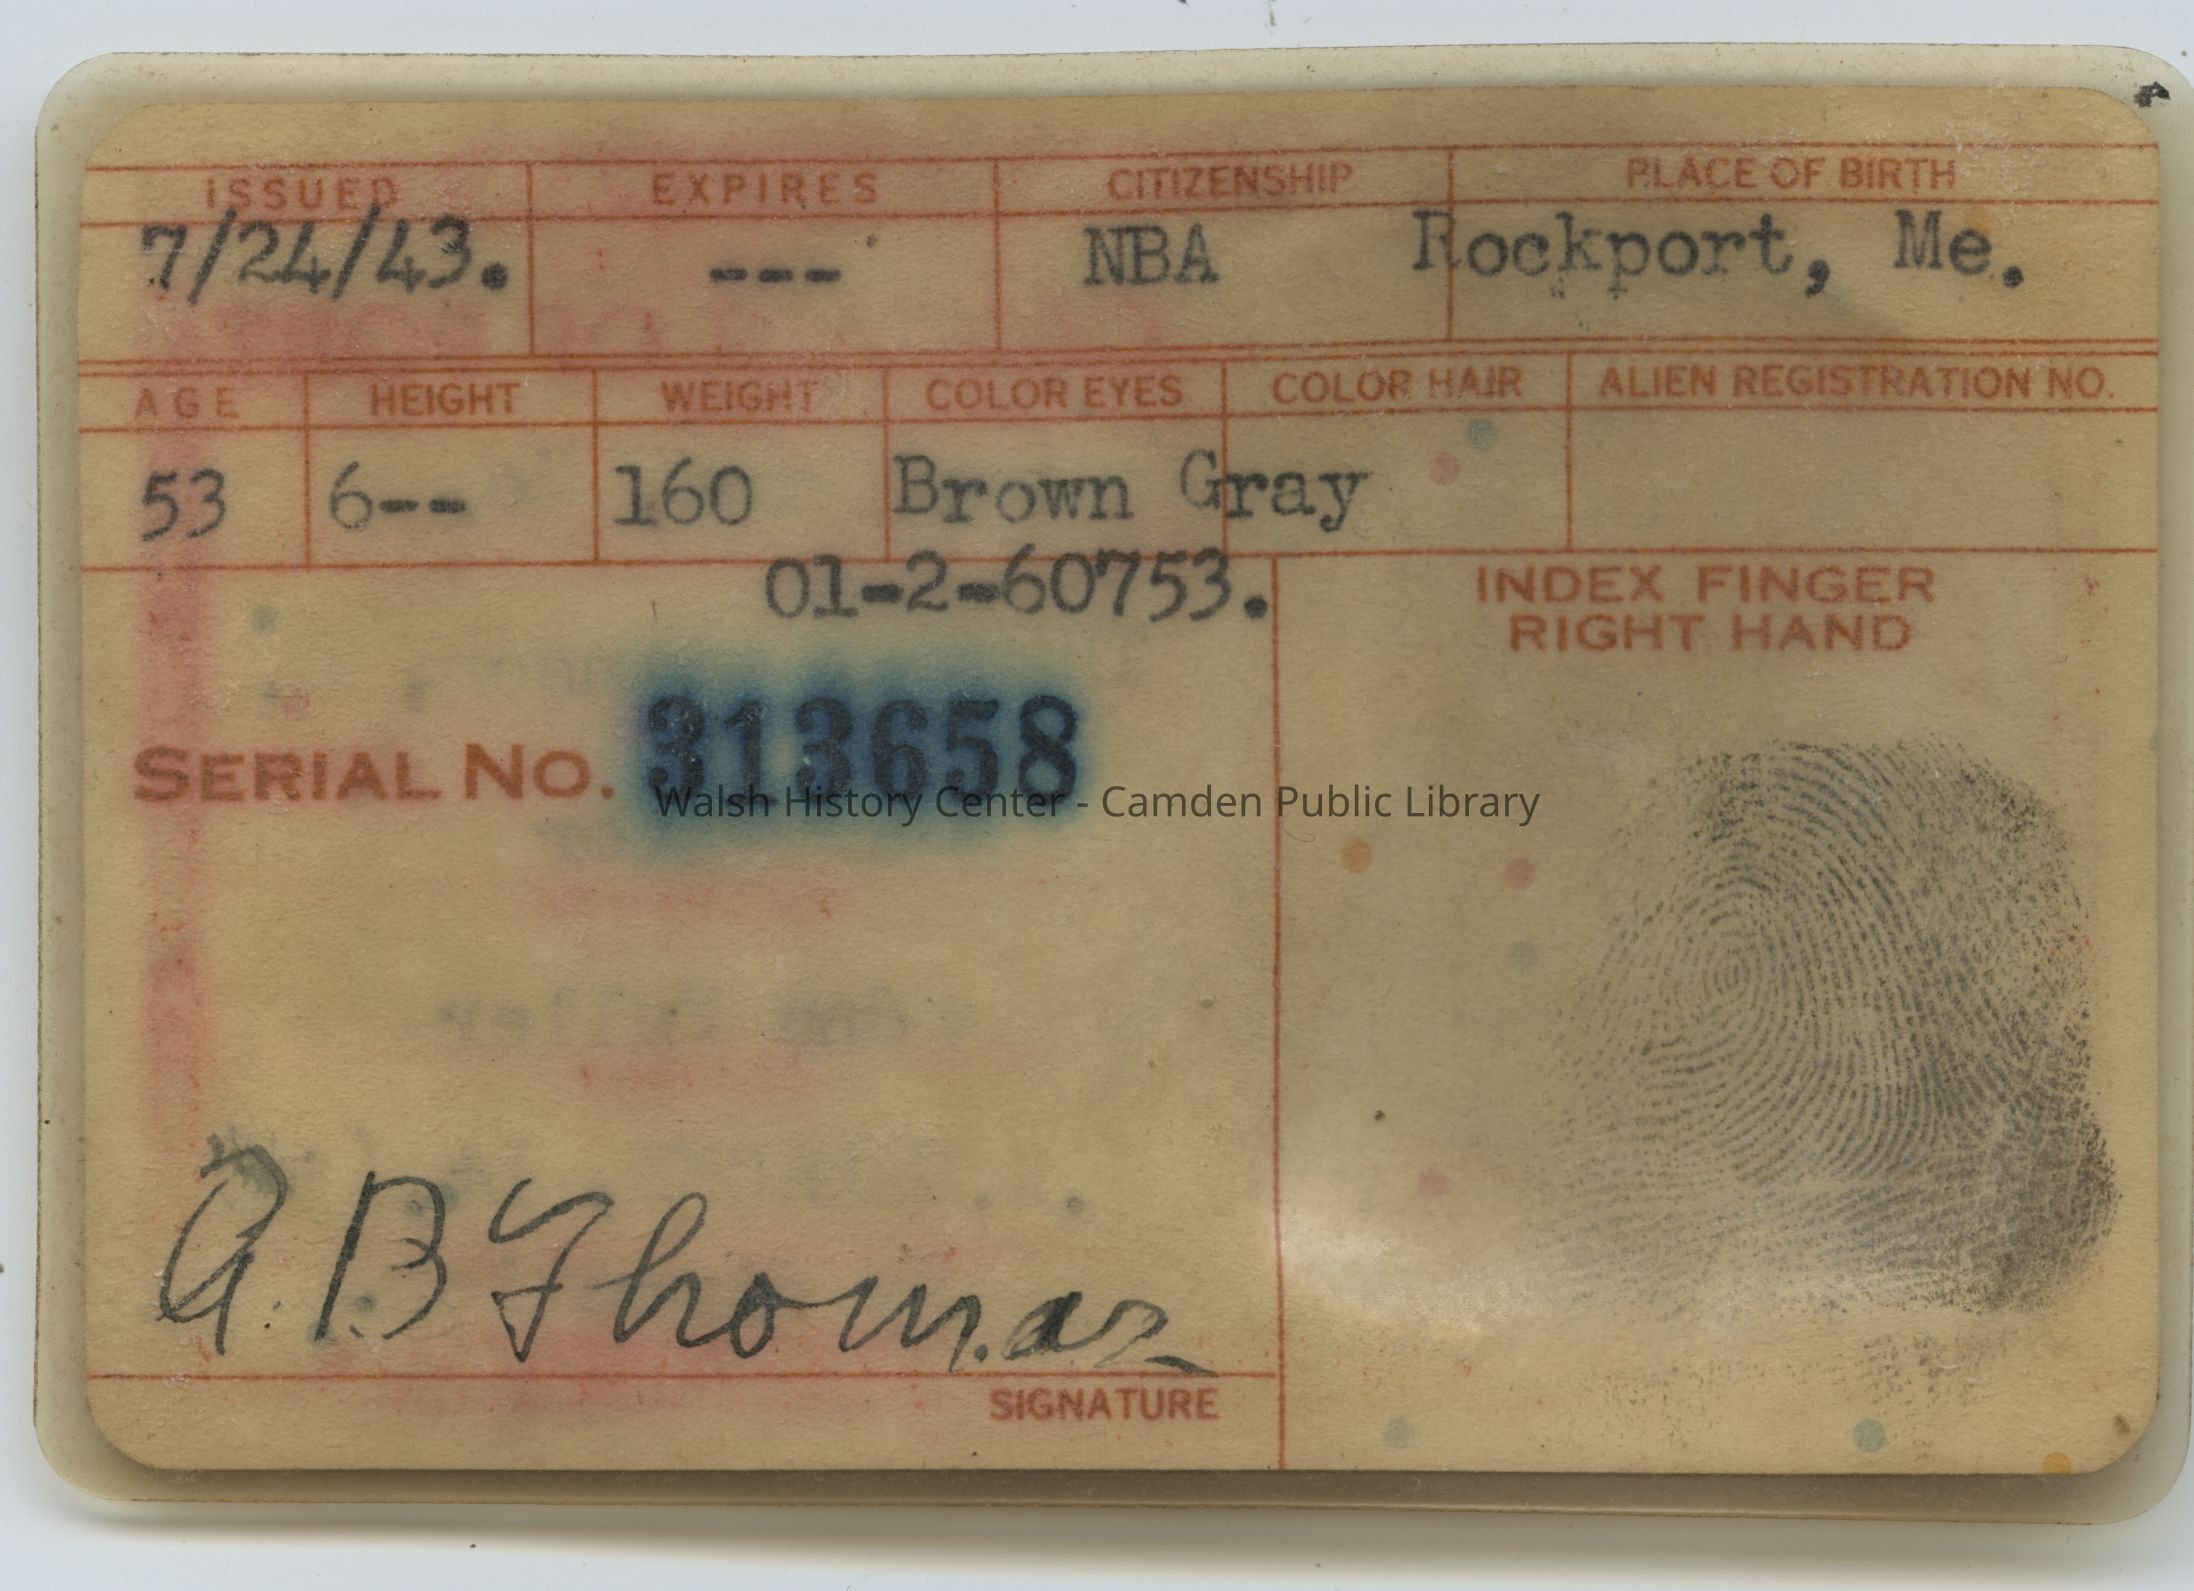 ISSUED EXPIRES CITIZENSHIP PLACE OF BIRTH
7/24/43. --- NBA Rockport, Me.
AGE HEIGHT WEIGHT COLOR EYES COLOR HAIR ALIEN REGISTRATION NO.
53 6-- 160 Brown Gray
01-2-60753.
INDEX FINGER
RIGHT HAND
SERIAL NO. 313658
Walsh History Center - Camden Public Library
A. B Thomas
SIGNATURE